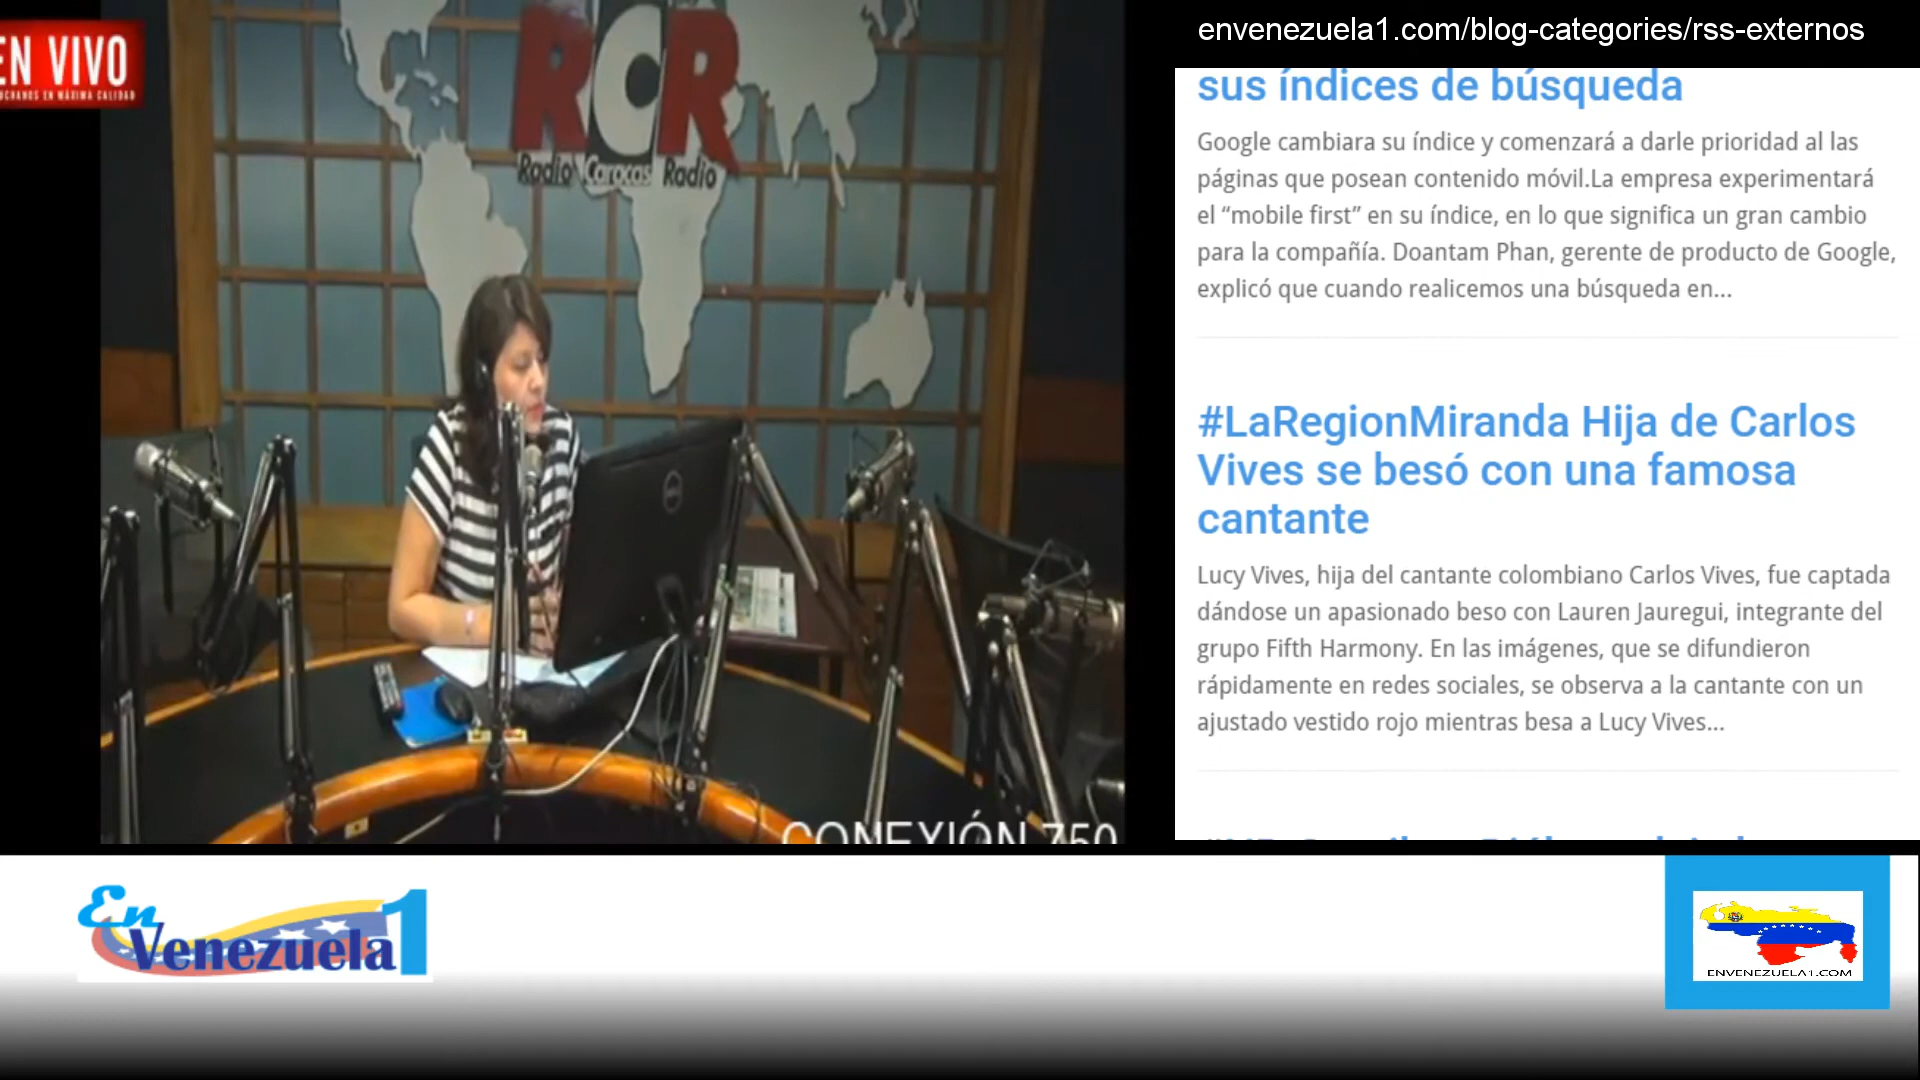 EN VIVO
RCR
Radio Caracas Radio
CONEXIÓN 750
envenezuela1.com/blog-categories/rss-externos
sus índices de búsqueda
Google cambiara su índice y comenzará a darle prioridad al las
páginas que posean contenido móvil.La empresa experimentará
el “mobile first” en su índice, en lo que significa un gran cambio
para la compañía. Doantam Phan, gerente de producto de Google,
explicó que cuando realicemos una búsqueda en...
#LaRegionMiranda Hija de Carlos
Vives se besó con una famosa
cantante
Lucy Vives, hija del cantante colombiano Carlos Vives, fue captada
dándose un apasionado beso con Lauren Jauregui, integrante del
grupo Fifth Harmony. En las imágenes, que se difundieron
rápidamente en redes sociales, se observa a la cantante con un
ajustado vestido rojo mientras besa a Lucy Vives...
En
Venezuela1
ENVENEZUELA1.COM